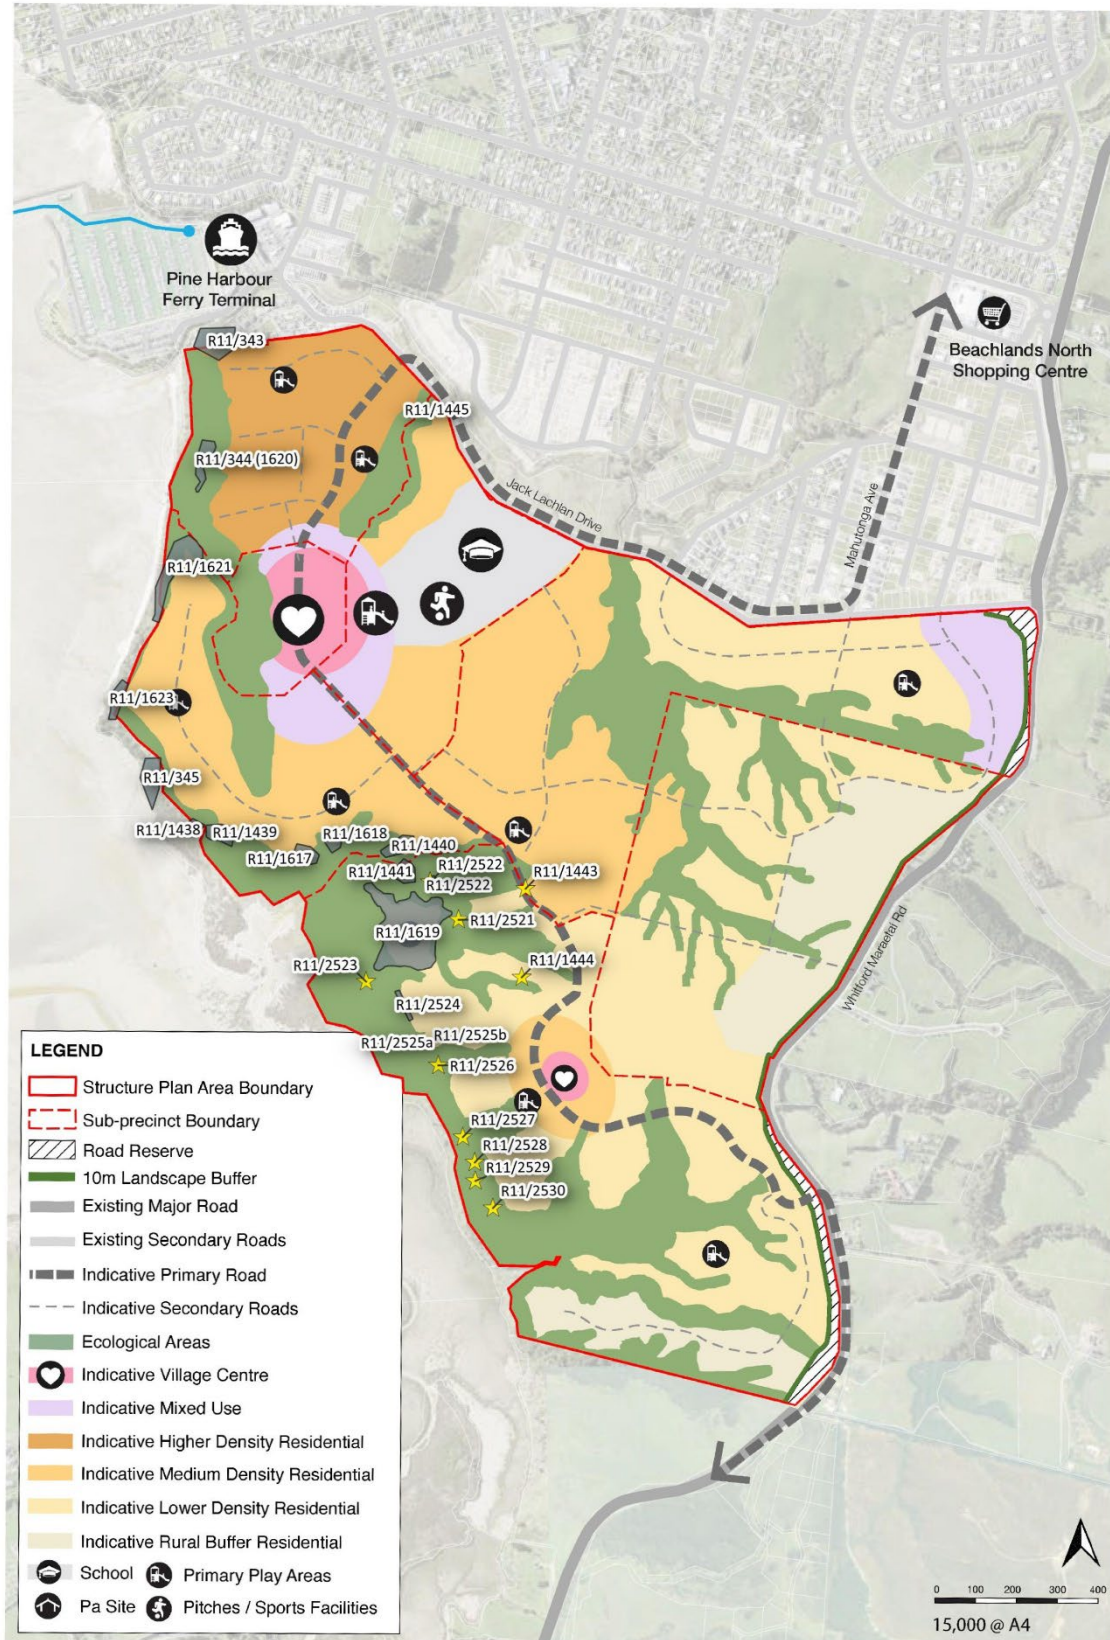 Pine Harbour
Ferry Terminal
Beachlands North
Shopping Centre
R11/343
R11/1445
R11/344 (1620)
Jack Lachlan Drive
Mahutonga Ave
R11/1621
R11/1623
R11/345
R11/1438
R11/1439
R11/1618
R11/1617
R11/1440
R11/1441
R11/2522
R11/2522
R11/1443
R11/2521
R11/1619
R11/1444
R11/2523
Whitford Maraetai Rd
R11/2524
R11/2525a
R11/2525b
R11/2526
R11/2527
R11/2528
R11/2529
R11/2530
LEGEND
Structure Plan Area Boundary
Sub-precinct Boundary
Road Reserve
10m Landscape Buffer
Existing Major Road
Existing Secondary Roads
Indicative Primary Road
Indicative Secondary Roads
Ecological Areas
Indicative Village Centre
Indicative Mixed Use
Indicative Higher Density Residential
Indicative Medium Density Residential
Indicative Lower Density Residential
Indicative Rural Buffer Residential
School Primary Play Areas
Pa Site Pitches / Sports Facilities
0 100 200 300 400
15,000 @ A4